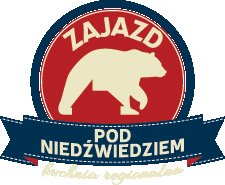 ZAJAZD
POD
NIEDŹWIEDZIEM
kuchnia regionalna